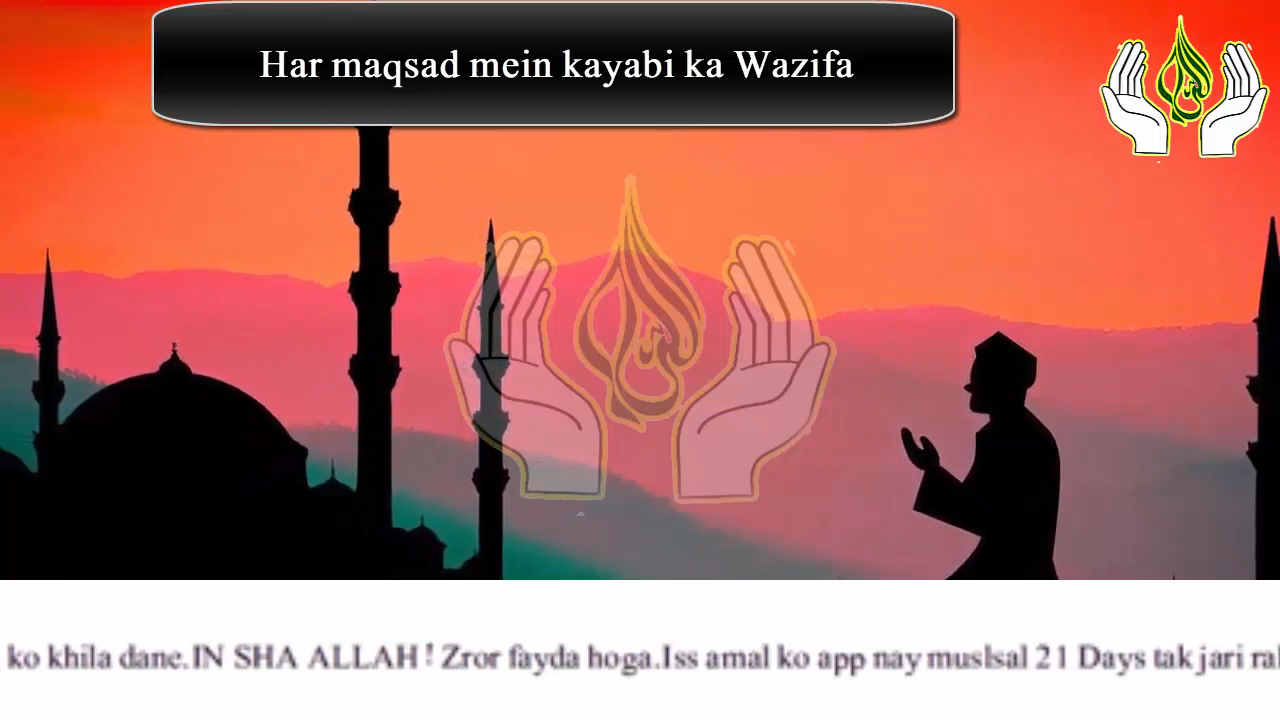 Har maqsad mein kayabi ka Wazifa
ko khila dane.IN SHA ALLAH! Zror fayda hoga.Iss amal ko app nay muslsal 21 Days tak jari